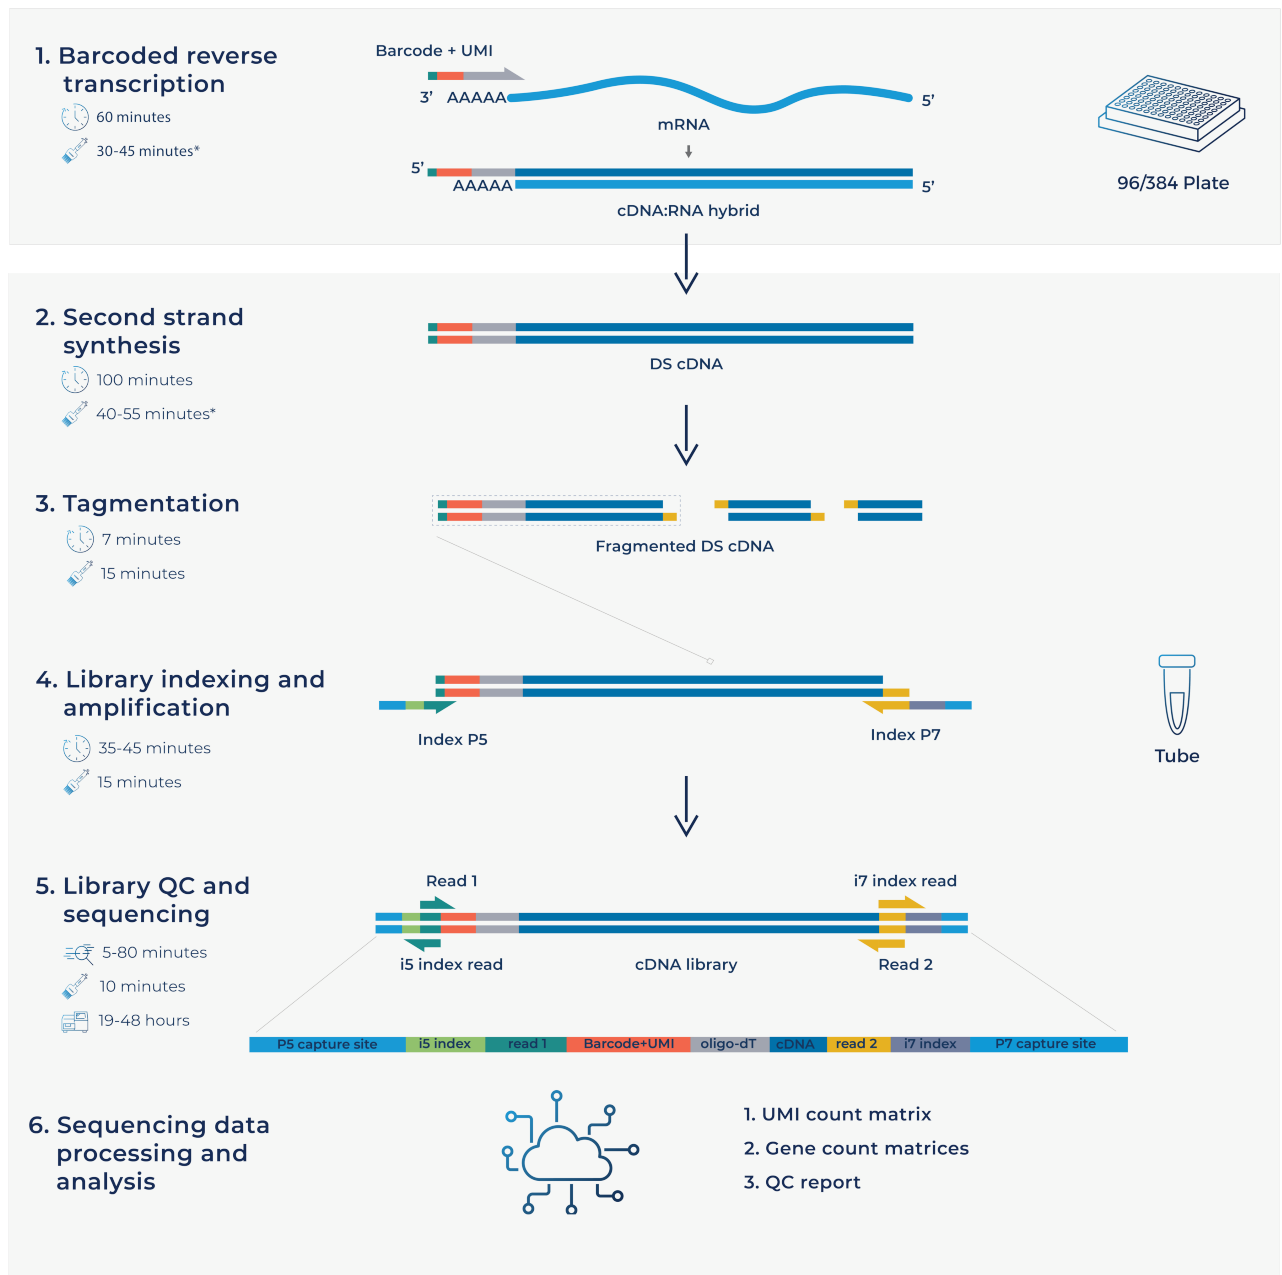 1. Barcoded reverse
transcription
60 minutes
30-45 minutes*
Barcode + UMI
3’ AAAAA
5’
mRNA
5’
AAAAA
5’
cDNA:RNA hybrid
96/384 Plate
2. Second strand
synthesis
100 minutes
40-55 minutes*
DS cDNA
3. Tagmentation
7 minutes
15 minutes
Fragmented DS cDNA
4. Library indexing and
amplification
35-45 minutes
15 minutes
Index P5
Index P7
Tube
5. Library QC and
sequencing
5-80 minutes
10 minutes
19-48 hours
Read 1
i7 index read
i5 index read
cDNA library
Read 2
P5 capture site i5 index read 1 Barcode+UMI oligo-dT cDNA read 2 i7 index P7 capture site
6. Sequencing data
processing and
analysis
1. UMI count matrix
2. Gene count matrices
3. QC report